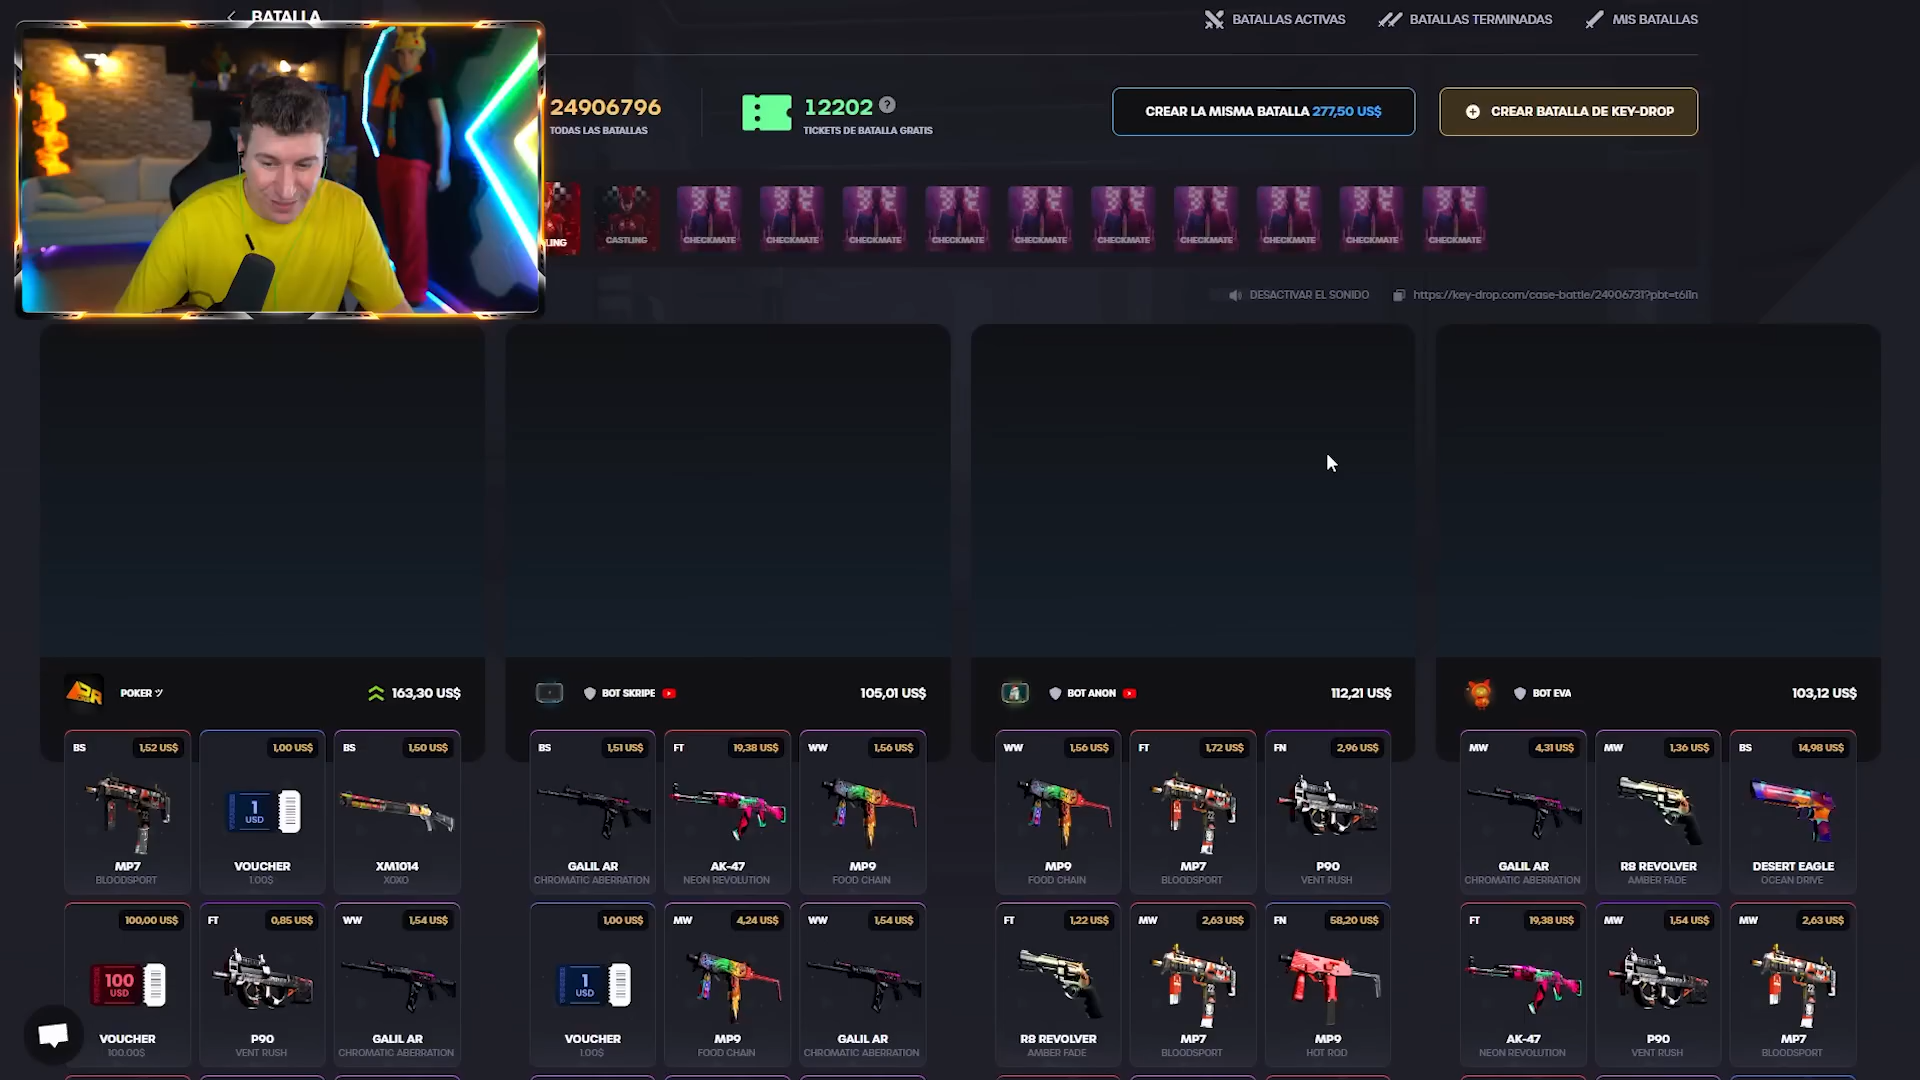 BATALLA
BATALLAS ACTIVAS
BATALLAS TERMINADAS
MIS BATALLAS
24906796
TODAS LAS BATALLAS
12202 ?
TICKETS DE BATALLA GRATIS
CREAR LA MISMA BATALLA 277,50 US$
CREAR BATALLA DE KEY-DROP
LING
CASTLING
CHECKMATE
CHECKMATE
CHECKMATE
CHECKMATE
CHECKMATE
CHECKMATE
CHECKMATE
CHECKMATE
CHECKMATE
CHECKMATE
DESACTIVAR EL SONIDO
https://key-drop.com/case-battle/24906731?pbt=t6l1n
POKER ツ
163,30 US$
BOT SKRIPE
105,01 US$
BOT ANON
112,21 US$
BOT EVA
103,12 US$
BS 1,52 US$
MP7
BLOODSPORT
1,00 US$
1 USD
VOUCHER
1.00$
BS 1,50 US$
XM1014
XOXO
BS 1,51 US$
GALIL AR
CHROMATIC ABERRATION
FT 19,38 US$
AK-47
NEON REVOLUTION
WW 1,56 US$
MP9
FOOD CHAIN
WW 1,56 US$
MP9
FOOD CHAIN
FT 1,72 US$
MP7
BLOODSPORT
FN 2,96 US$
P90
VENT RUSH
MW 4,31 US$
GALIL AR
CHROMATIC ABERRATION
MW 1,36 US$
R8 REVOLVER
AMBER FADE
BS 14,98 US$
DESERT EAGLE
OCEAN DRIVE
100,00 US$
100 USD
VOUCHER
100.00$
FT 0,85 US$
P90
VENT RUSH
WW 1,54 US$
GALIL AR
CHROMATIC ABERRATION
1,00 US$
1 USD
VOUCHER
1.00$
MW 4,24 US$
MP9
FOOD CHAIN
WW 1,54 US$
GALIL AR
CHROMATIC ABERRATION
FT 1,22 US$
R8 REVOLVER
AMBER FADE
MW 2,63 US$
MP7
BLOODSPORT
FN 58,20 US$
MP9
HOT ROD
FT 19,38 US$
AK-47
NEON REVOLUTION
MW 1,54 US$
P90
VENT RUSH
MW 2,63 US$
MP7
BLOODSPORT